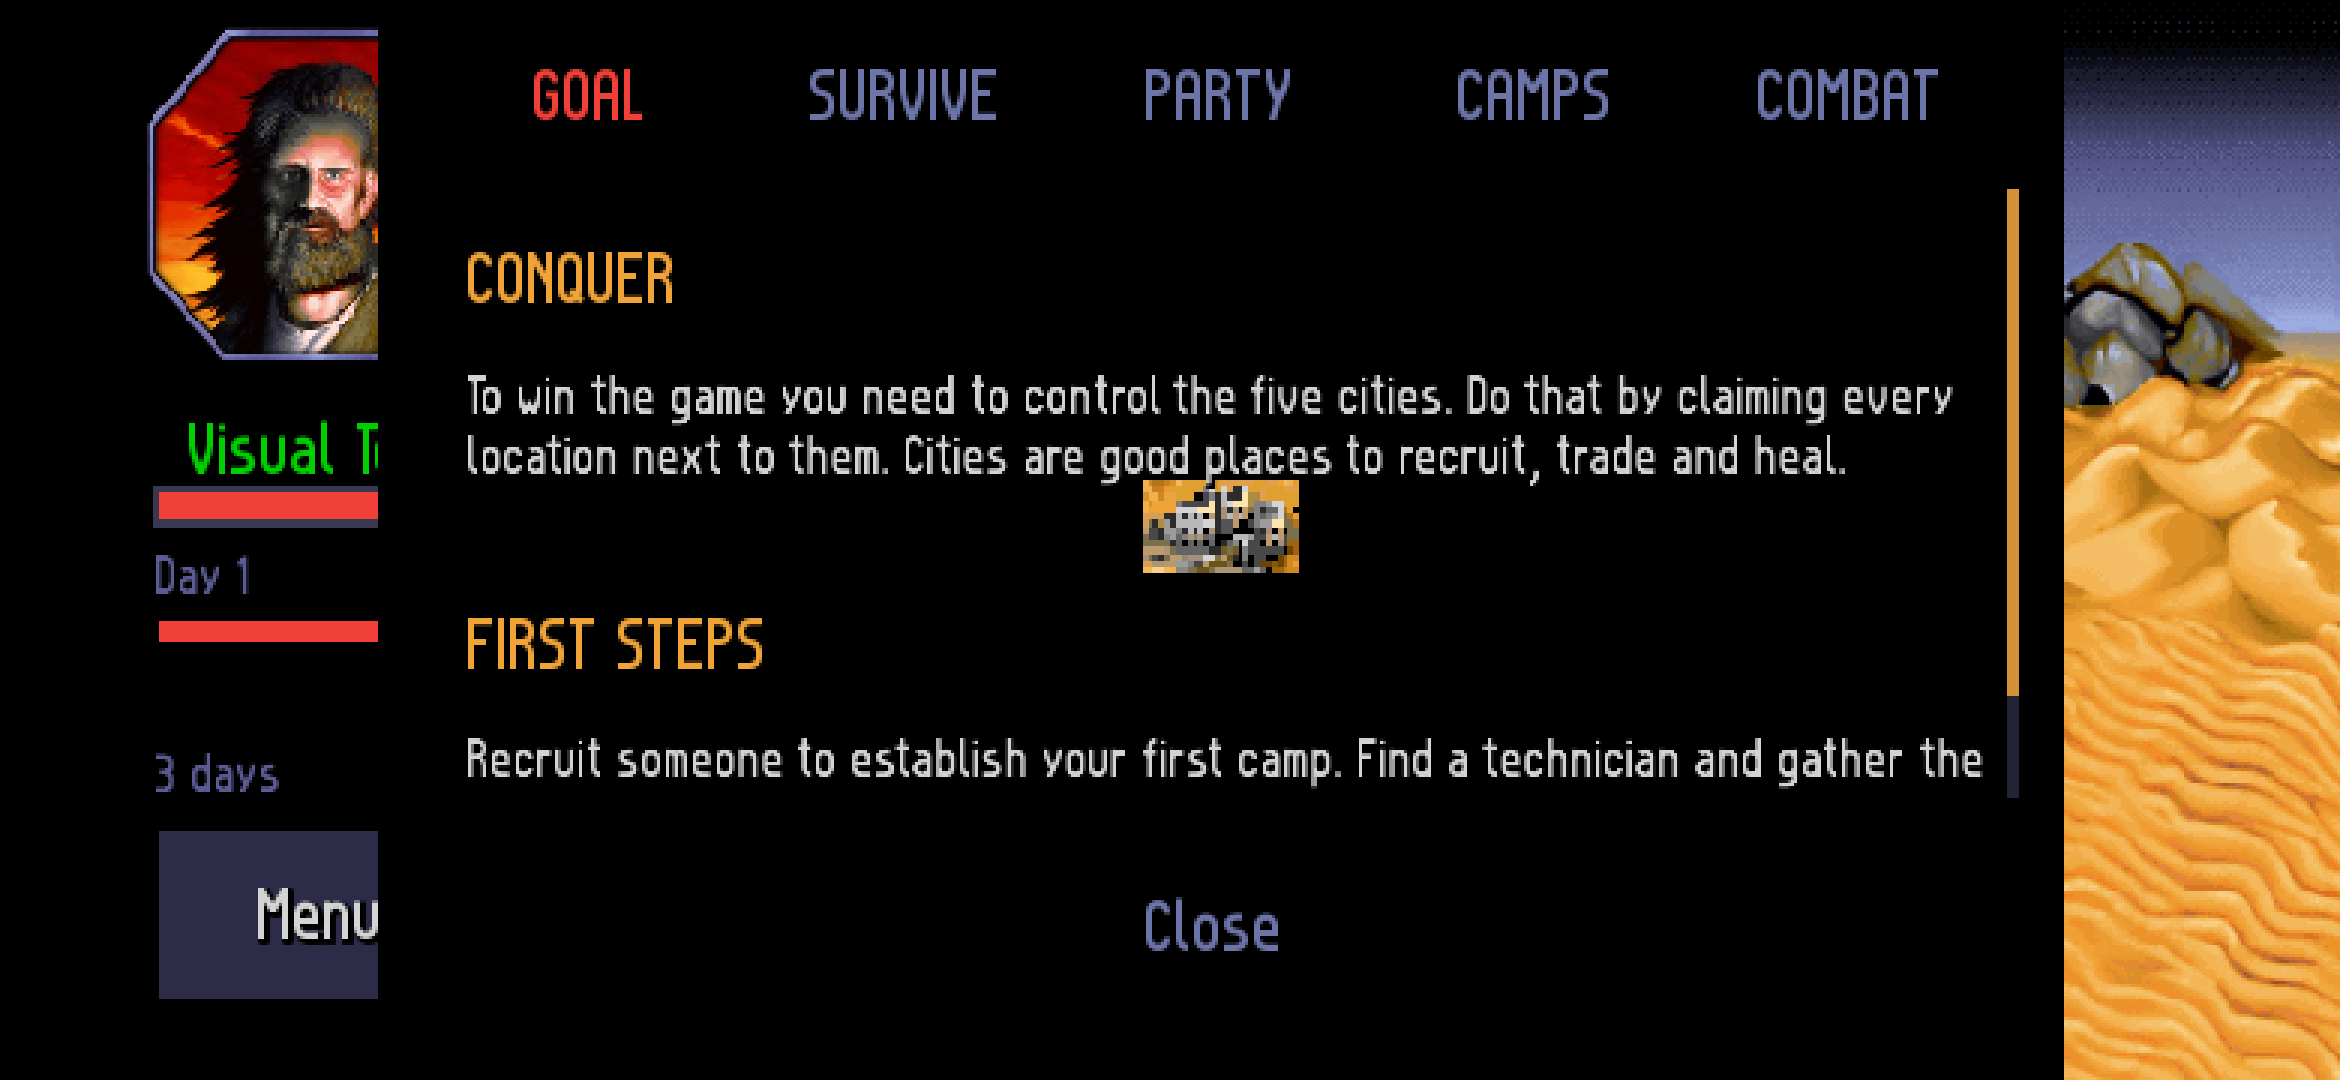 GOAL SURVIVE PARTY CAMPS COMBAT
CONQUER
To win the game you need to control the five cities. Do that by claiming every
location next to them. Cities are good places to recruit, trade and heal.
FIRST STEPS
Recruit someone to establish your first camp. Find a technician and gather the
Close
Visual
Day 1
3 days
Menu